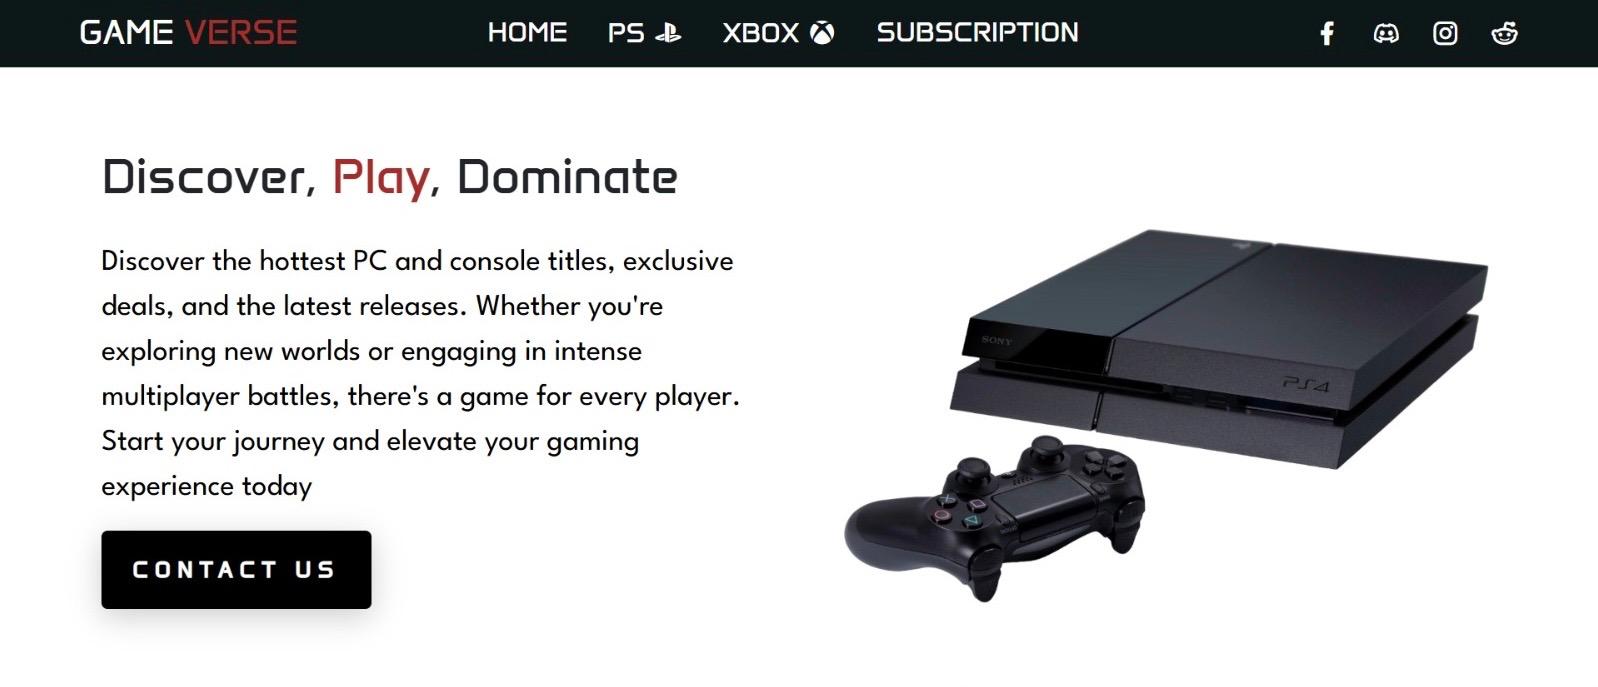 GAME VERSE
HOME
PS
XBOX
SUBSCRIPTION
Discover, Play, Dominate
Discover the hottest PC and console titles, exclusive
deals, and the latest releases. Whether you're
exploring new worlds or engaging in intense
multiplayer battles, there's a game for every player.
Start your journey and elevate your gaming
experience today
CONTACT US
SONY
PS4